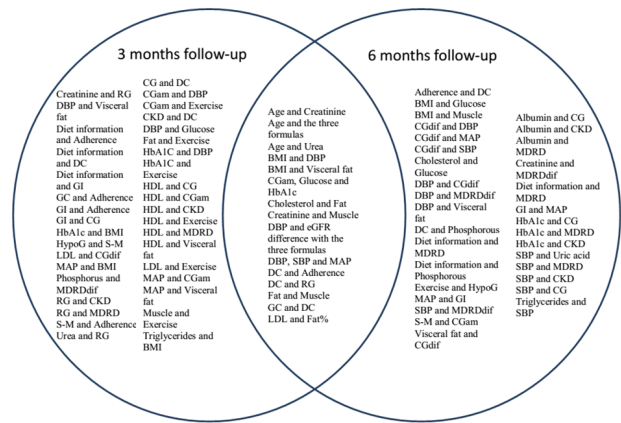 3 months follow-up
Creatinine and RG
DBP and Visceral
fat
Diet information
and Adherence
Diet information
and DC
Diet information
and GI
GC and Adherence
GI and Adherence
GI and CG
HbA1c and BMI
HypoG and S-M
LDL and CGdif
MAP and BMI
Phosphorus and
MDRDdif
RG and CKD
RG and MDRD
S-M and Adherence
Urea and RG
CG and DC
CGam and DBP
CGam and Exercise
CKD and DC
DBP and Glucose
Fat and Exercise
HbA1C and DBP
HbA1C and
Exercise
HDL and CG
HDL and CGam
HDL and CKD
HDL and Exercise
HDL and MDRD
HDL and Visceral
fat
LDL and Exercise
MAP and CGam
MAP and Visceral
fat
Muscle and
Exercise
Triglycerides and
BMI
Age and Creatinine
Age and the three
formulas
Age and Urea
BMI and DBP
BMI and Visceral fat
CGam, Glucose and
HbA1c
Cholesterol and Fat
Creatinine and Muscle
DBP and eGFR
difference with the
three formulas
DBP, SBP and MAP
DC and Adherence
DC and RG
Fat and Muscle
GC and DC
LDL and Fat%
6 months follow-up
Adherence and DC
BMI and Glucose
BMI and Muscle
CGdif and DBP
CGdif and MAP
CGdif and SBP
Cholesterol and
Glucose
DBP and CGdif
DBP and MDRDdif
DBP and Visceral
fat
DC and Phosphorous
Diet information and
MDRD
Diet information and
Phosphorous
Exercise and HypoG
MAP and GI
SBP and MDRDdif
S-M and CGam
Visceral fat and
CGdif
Albumin and CG
Albumin and CKD
Albumin and
MDRD
Creatinine and
MDRDdif
Diet information and
MDRD
GI and MAP
HbA1c and CG
HbA1c and MDRD
HbA1c and CKD
SBP and Uric acid
SBP and MDRD
SBP and CKD
SBP and CG
Triglycerides and
SBP